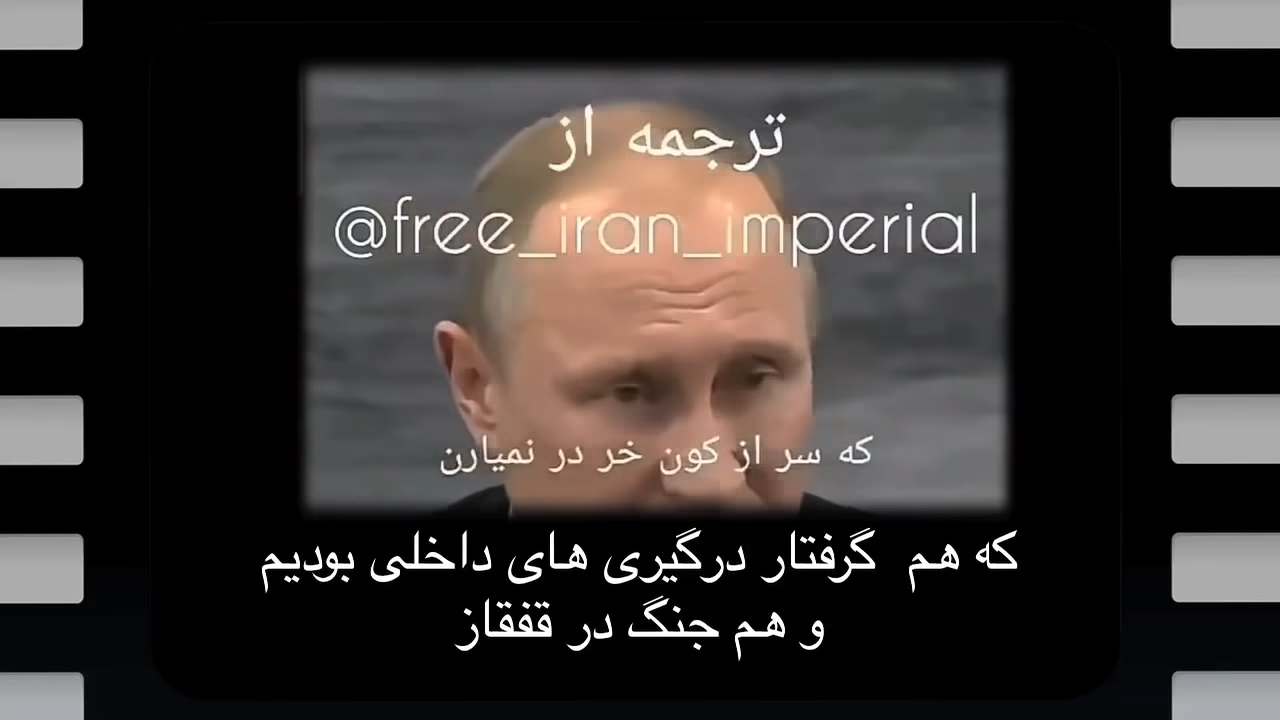 ترجمه از
@free_iran_imperial
که سر از کون خر در نمیارن
که هم گرفتار درگیری های داخلی بودیم
و هم جنگ در قفقاز